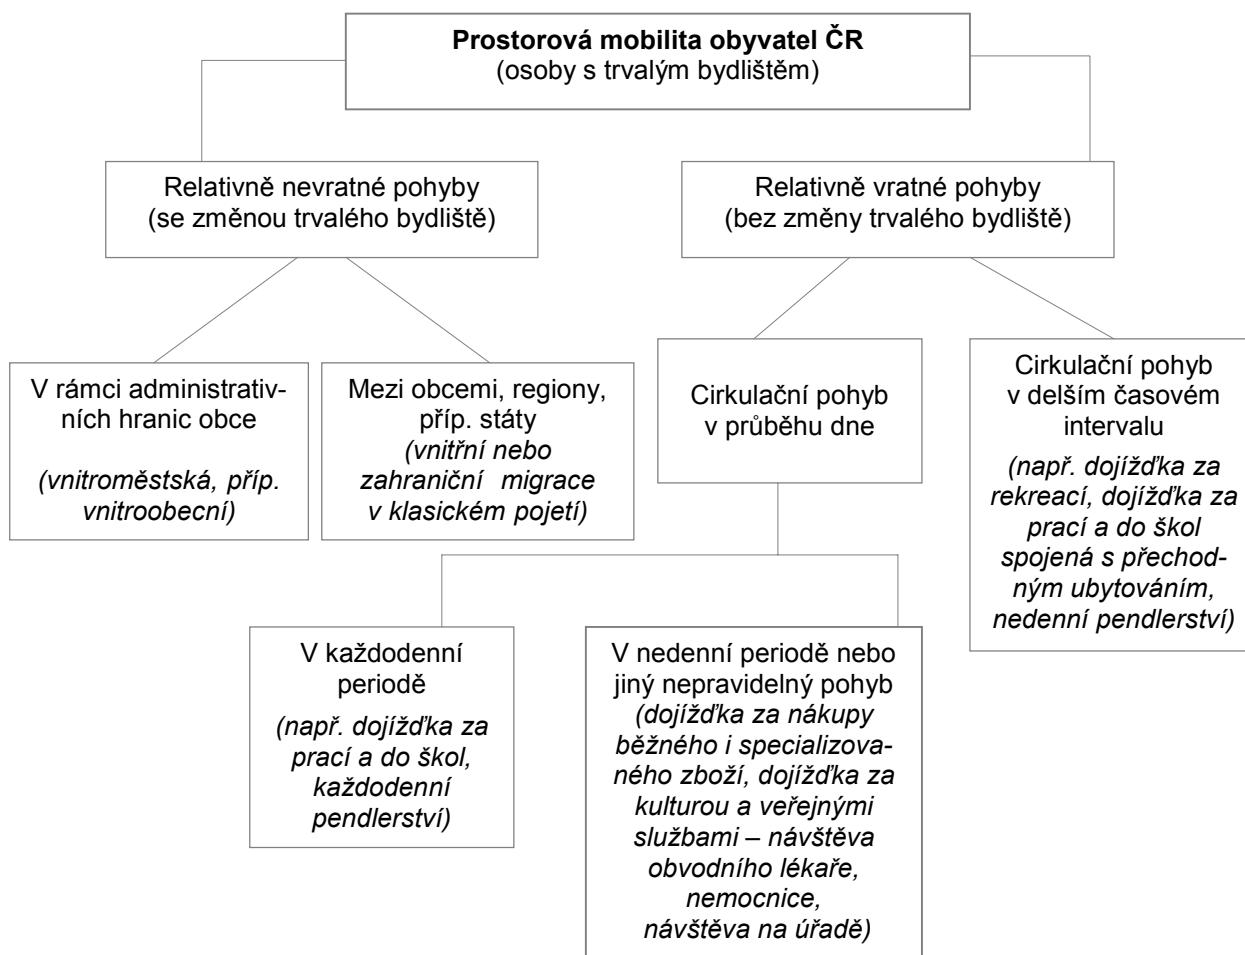 Prostorová mobilita obyvatel ČR
(osoby s trvalým bydlištěm)
Relativně nevratné pohyby
(se změnou trvalého bydliště)
Relativně vratné pohyby
(bez změny trvalého bydliště)
V rámci administrativ-
ních hranic obce
(vnitroměstská, příp.
vnitroobecní)
Mezi obcemi, regiony,
příp. státy
(vnitřní nebo
zahraniční migrace
v klasickém pojetí)
Cirkulační pohyb
v průběhu dne
Cirkulační pohyb
v delším časovém
intervalu
(např. dojížďka za
rekreací, dojížďka za
prací a do škol
spojená s přechod-
ným ubytováním,
nedenní pendlerství)
V každodenní
periodě
(např. dojížďka za
prací a do škol,
každodenní
pendlerství)
V nedenní periodě nebo
jiný nepravidelný pohyb
(dojížďka za nákupy
běžného i specializova-
ného zboží, dojížďka za
kulturou a veřejnými
službami – návštěva
obvodního lékaře,
nemocnice,
návštěva na úřadě)